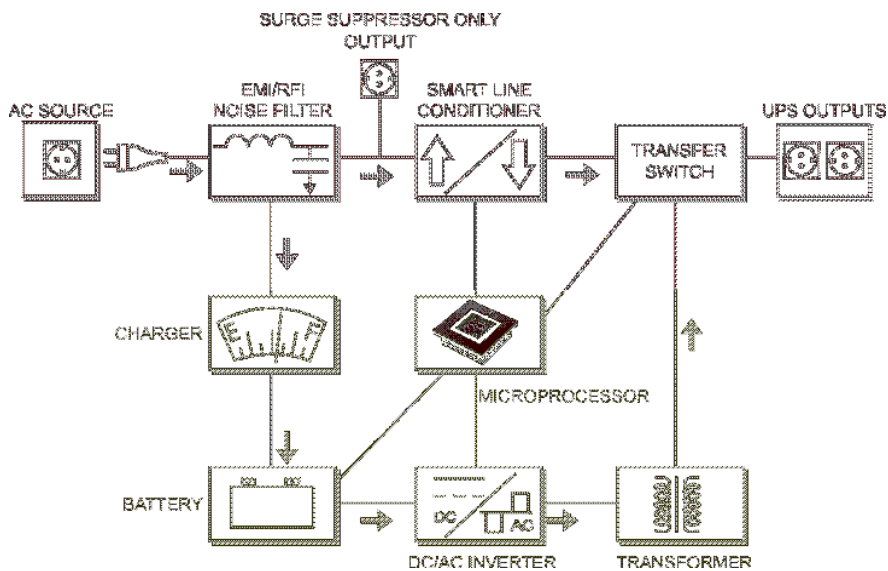 SURGE SUPPRESSOR ONLY
OUTPUT
AC SOURCE
EMI/RFI
NOISE FILTER
SMART LINE
CONDITIONER
UPS OUTPUTS
TRANSFER
SWITCH
CHARGER
E F
MICROPROCESSOR
BATTERY
DC
AC
DC/AC INVERTER
TRANSFORMER